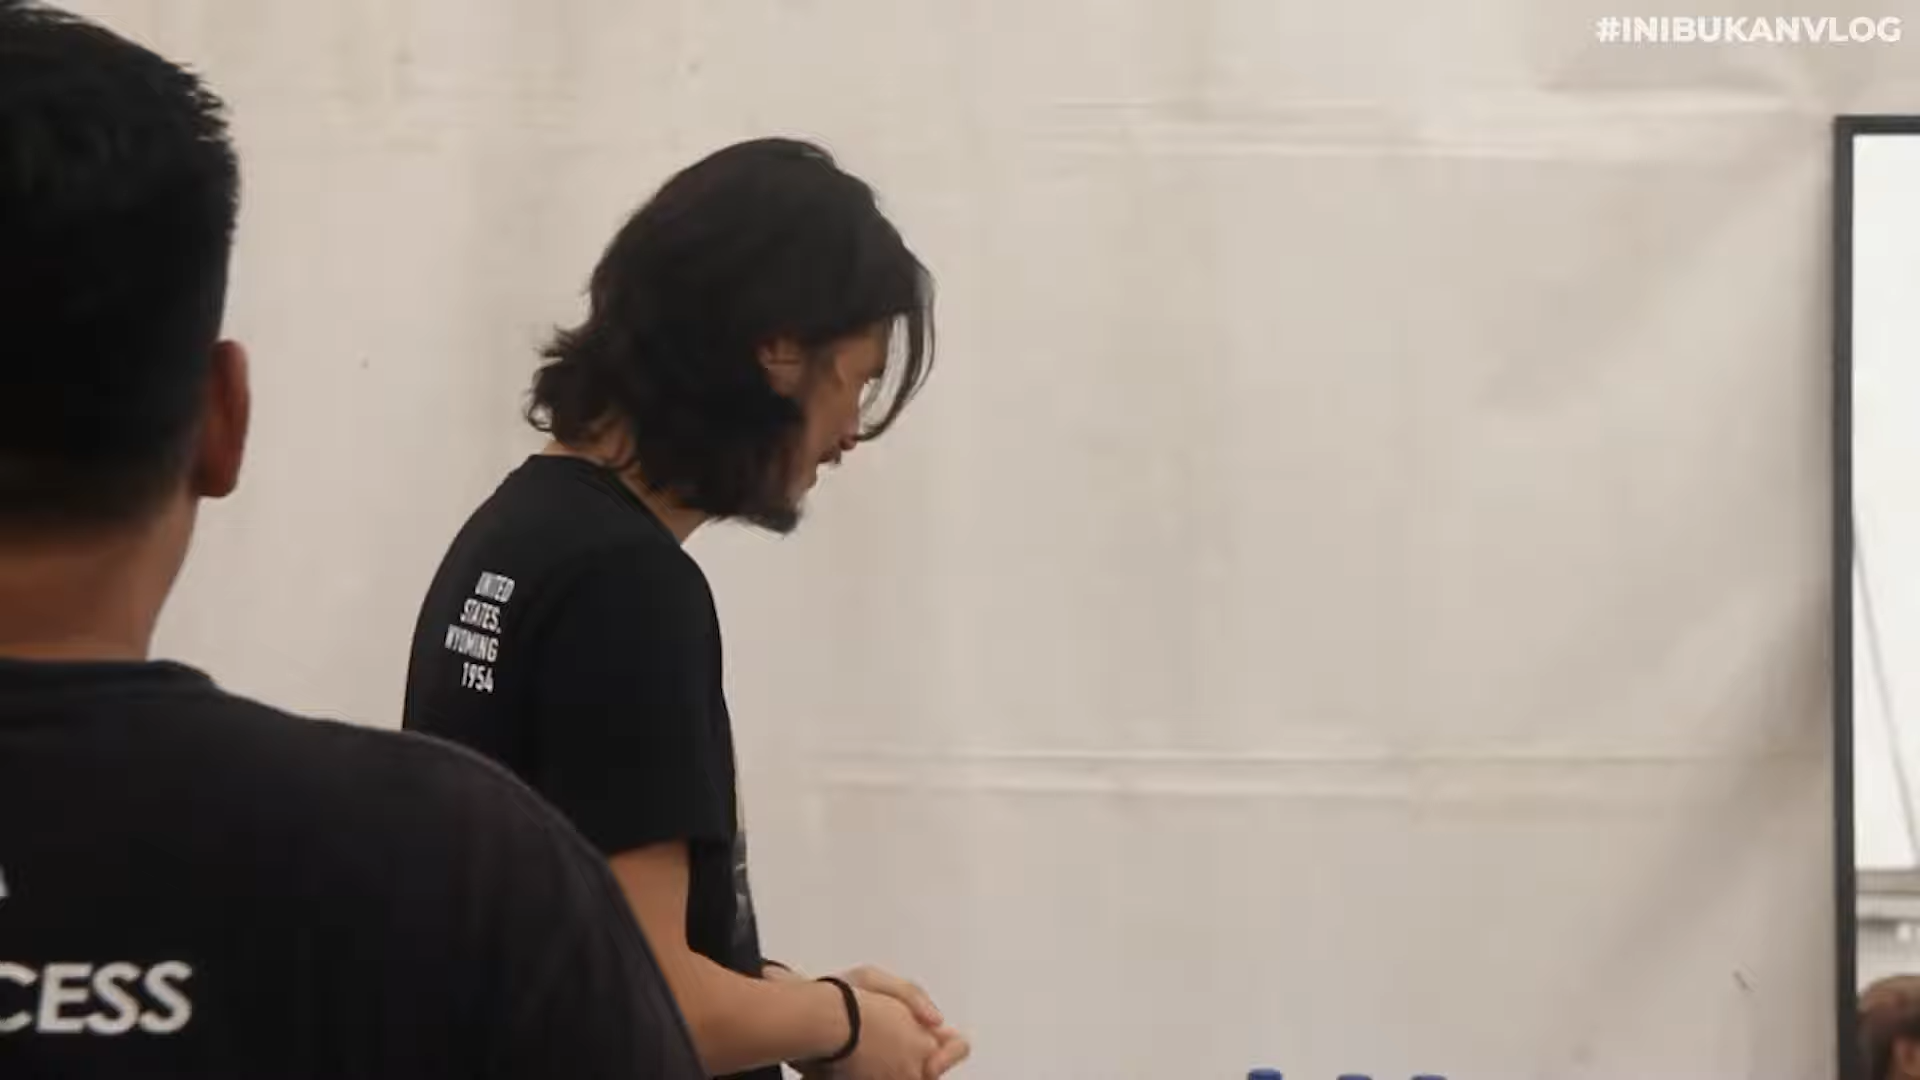 #INIBUKANVLOG
UNITED
STATES.
WYOMING
1954
CESS